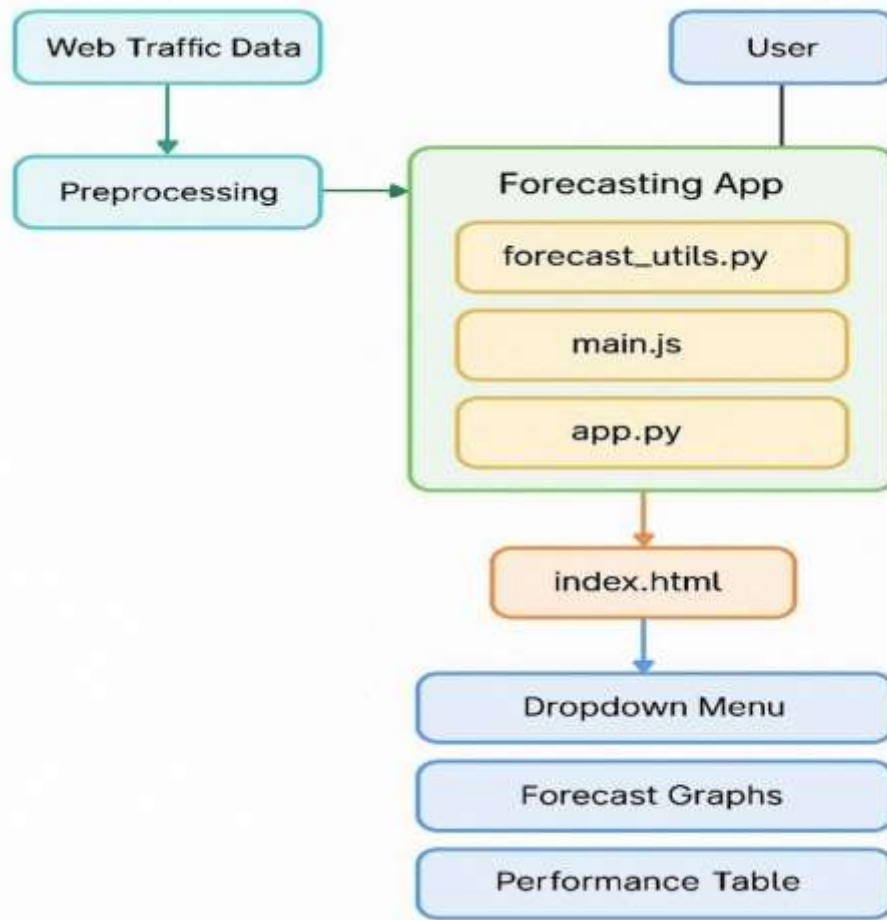 Web Traffic Data
User
Preprocessing
Forecasting App
forecast_utils.py
main.js
app.py
index.html
Dropdown Menu
Forecast Graphs
Performance Table